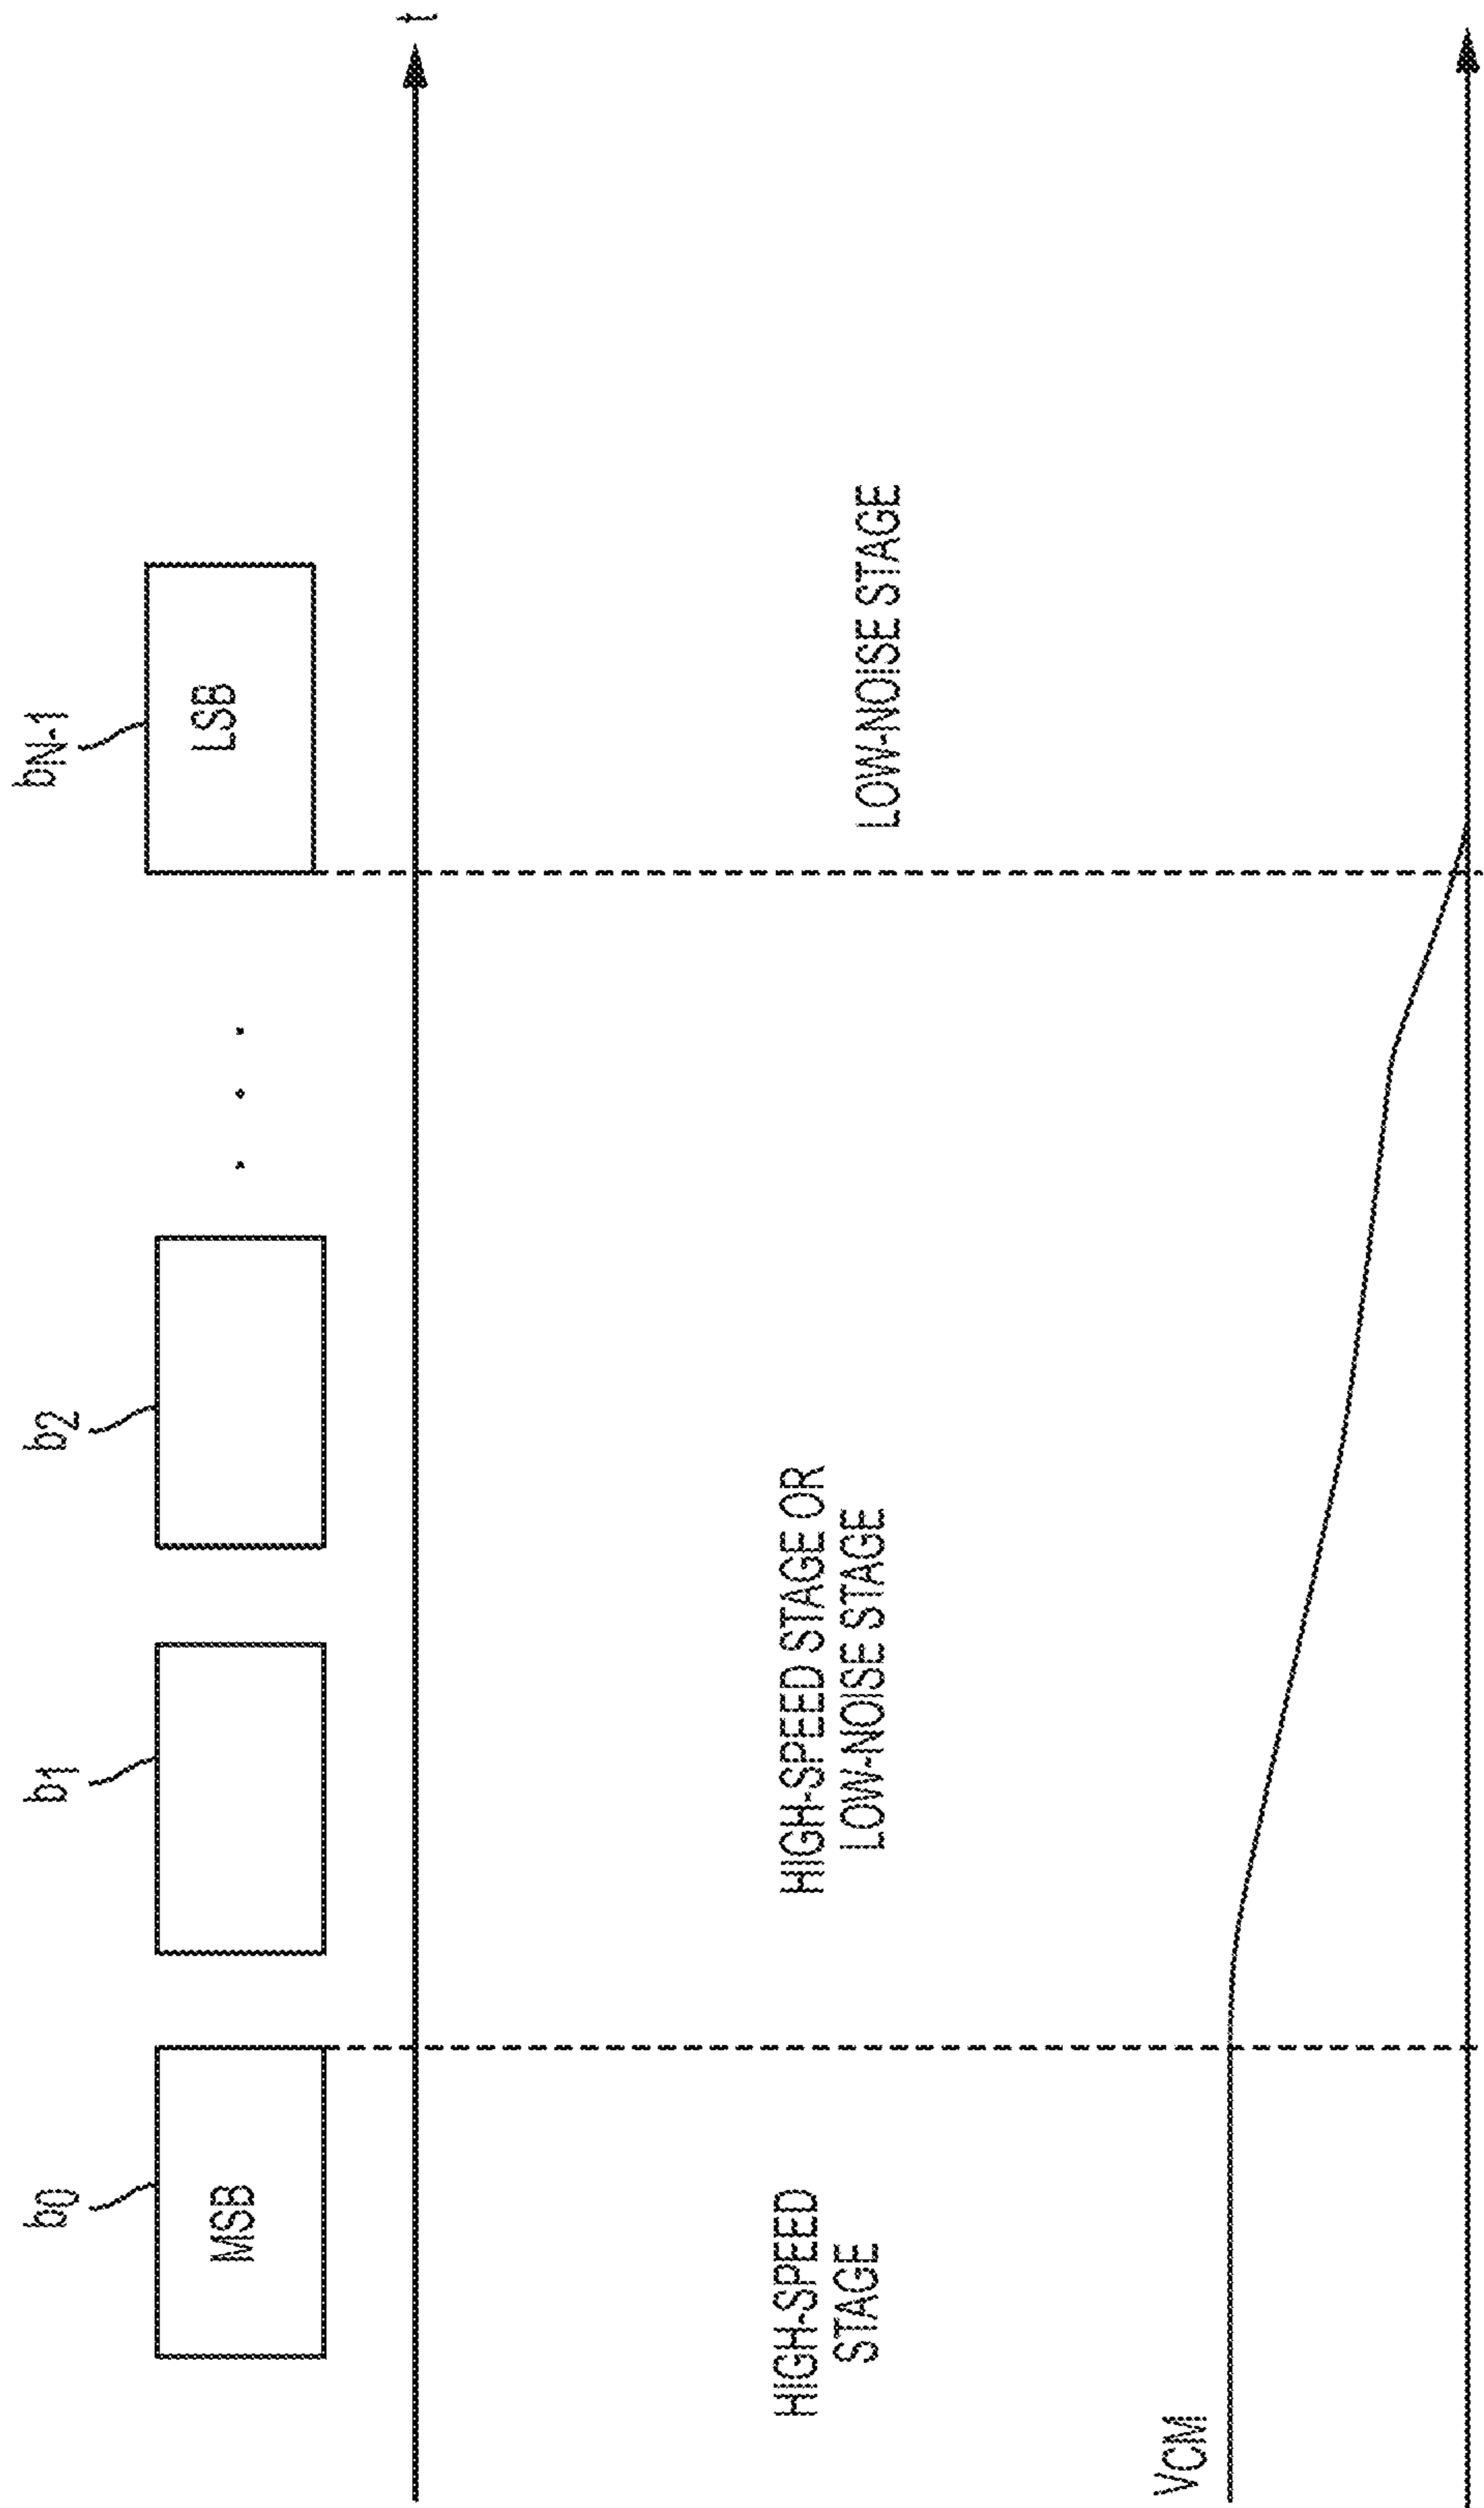 b0
b1
b2
bN-1
MSB
. . .
LSB
t
HIGH-SPEED
STAGE
HIGH-SPEED STAGE OR
LOW-NOISE STAGE
LOW-NOISE STAGE
VCM